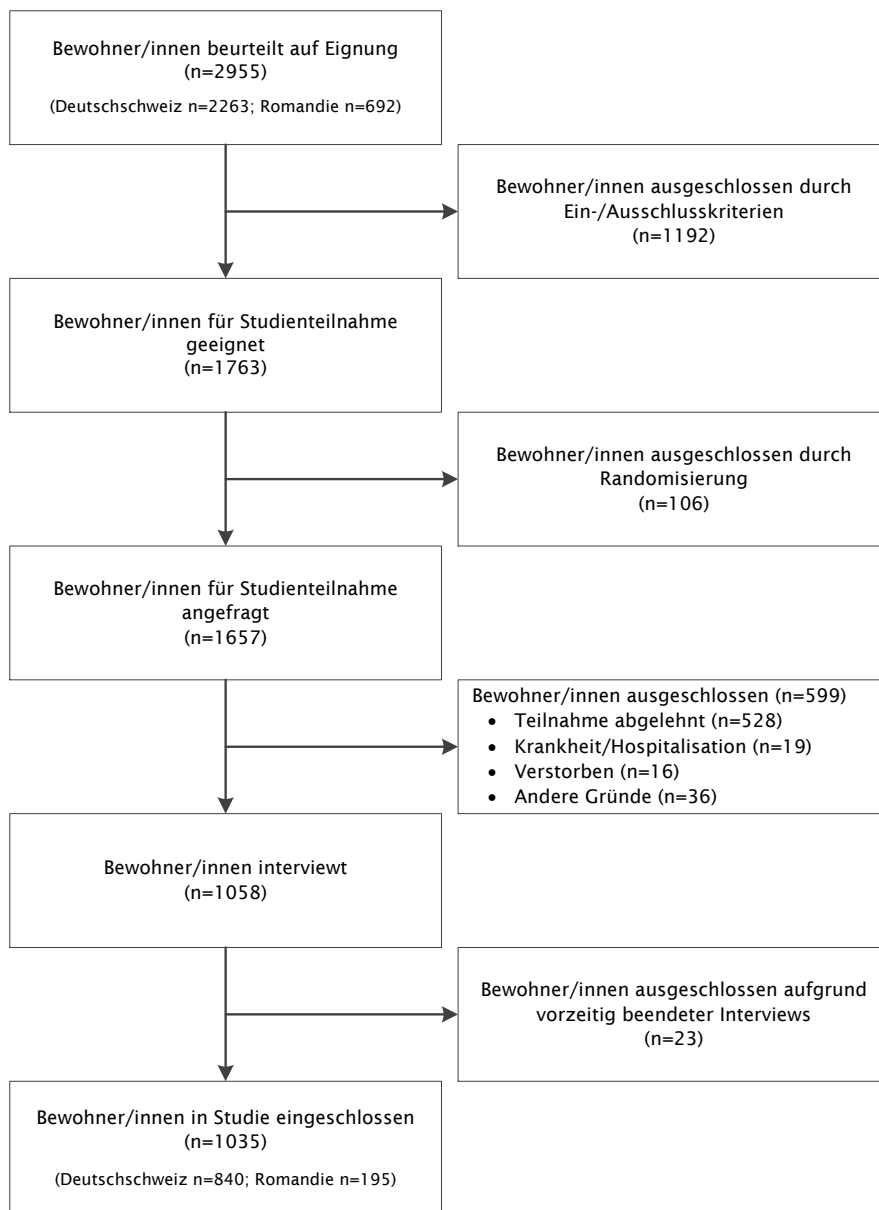 Bewohner/innen beurteilt auf Eignung
(n=2955)
(Deutschschweiz n=2263; Romandie n=692)
Bewohner/innen ausgeschlossen durch
Ein-/Ausschlusskriterien
(n=1192)
Bewohner/innen für Studienteilnahme
geeignet
(n=1763)
Bewohner/innen ausgeschlossen durch
Randomisierung
(n=106)
Bewohner/innen für Studienteilnahme
angefragt
(n=1657)
Bewohner/innen ausgeschlossen (n=599)
• Teilnahme abgelehnt (n=528)
• Krankheit/Hospitalisation (n=19)
• Verstorben (n=16)
• Andere Gründe (n=36)
Bewohner/innen interviewt
(n=1058)
Bewohner/innen ausgeschlossen aufgrund
vorzeitig beendeter Interviews
(n=23)
Bewohner/innen in Studie eingeschlossen
(n=1035)
(Deutschschweiz n=840; Romandie n=195)